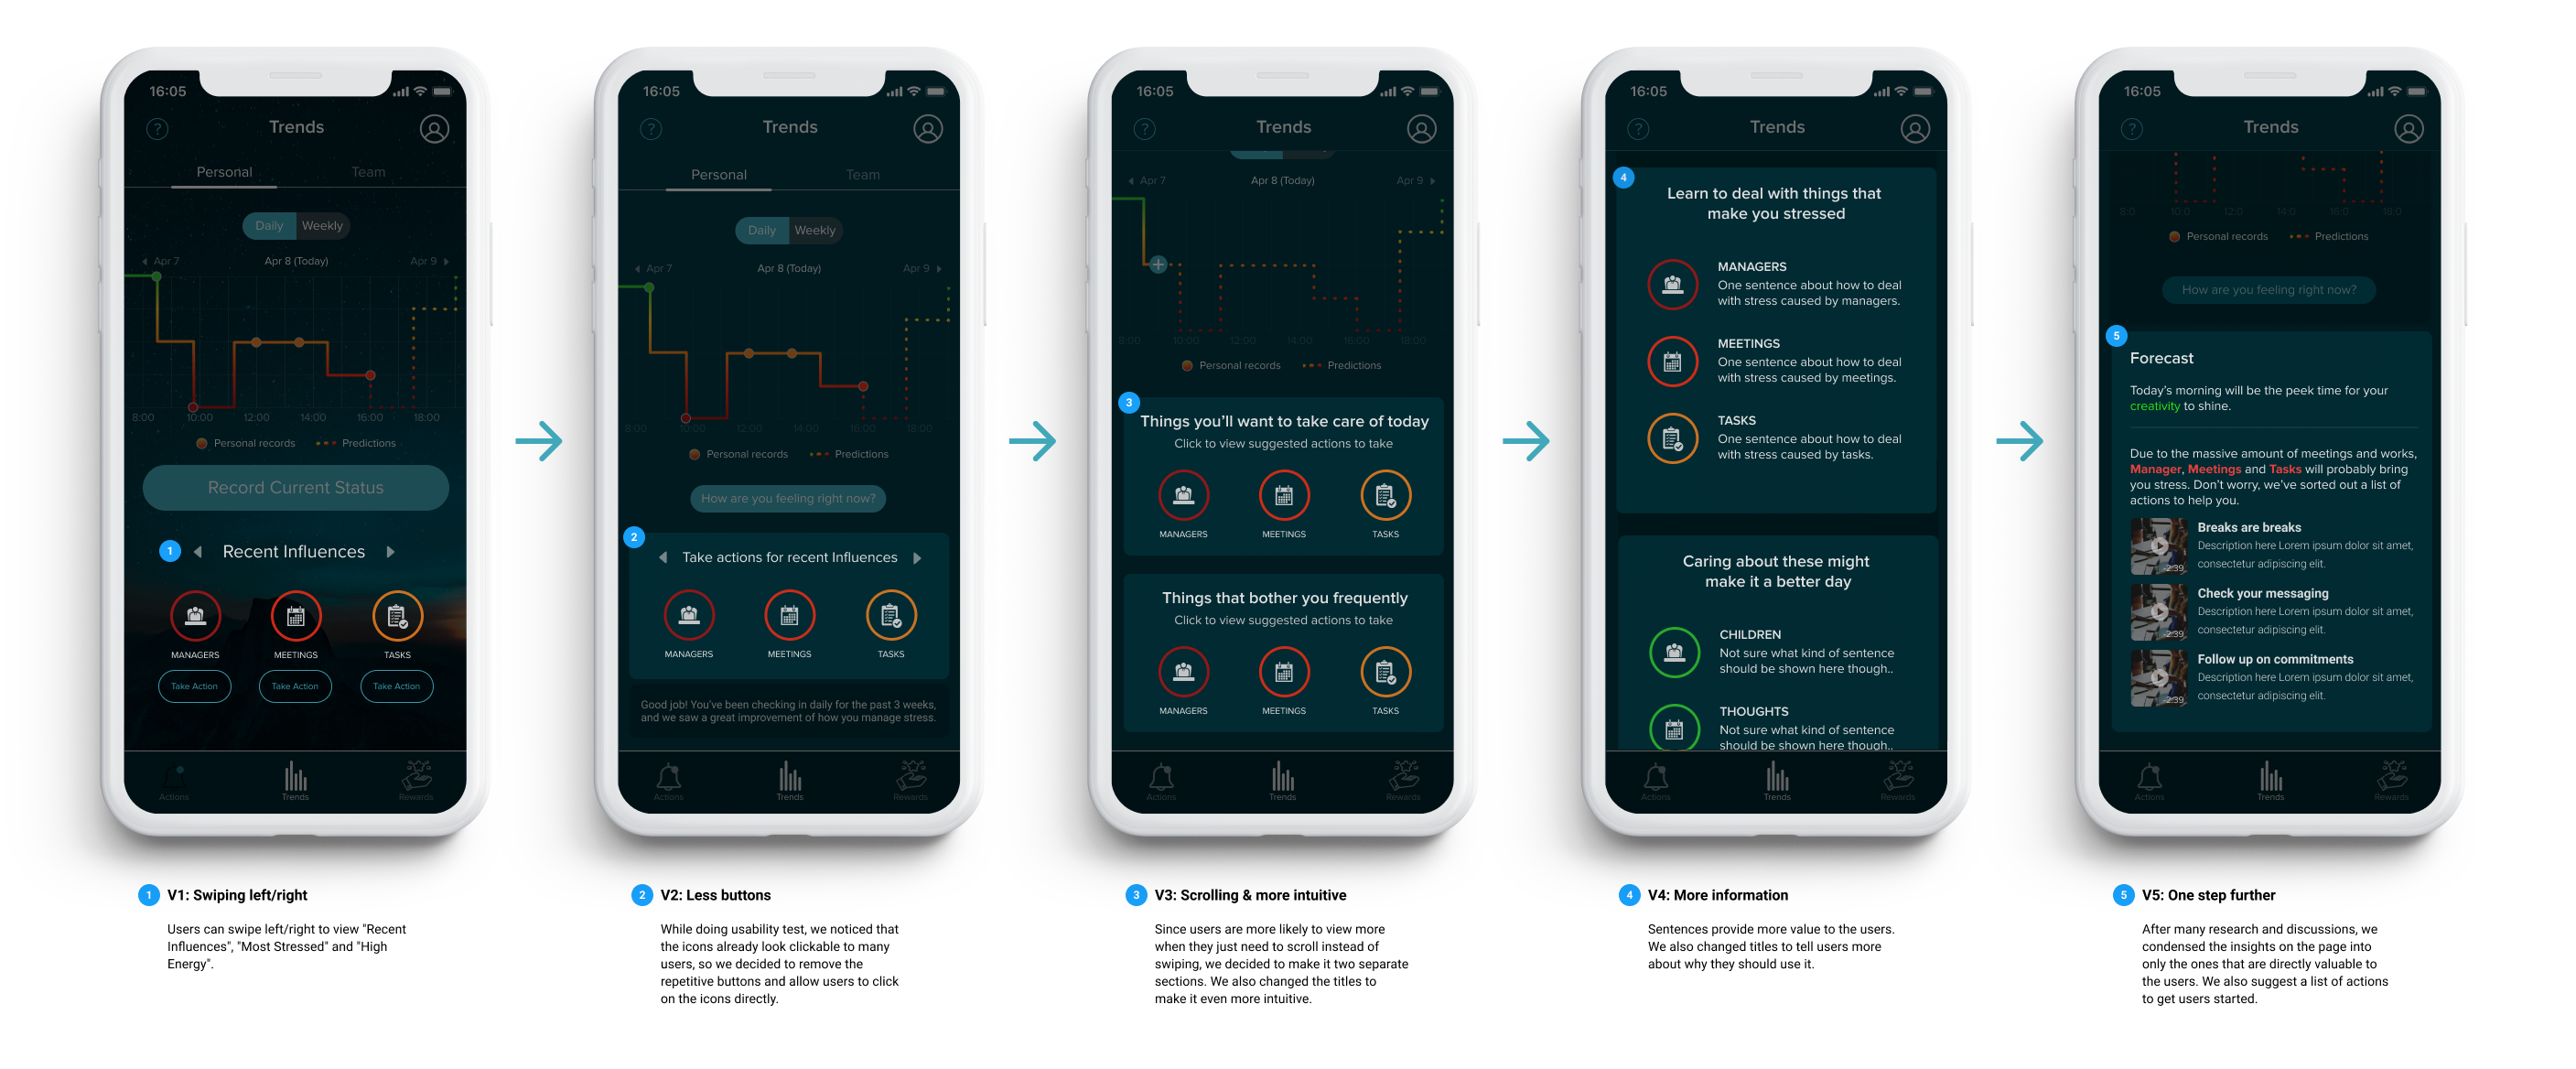 16:05
?
Trends
Personal
Team
Daily
Weekly
Apr 7
Apr 8 (Today)
Apr 9
8:00
10:00
12:00
14:00
16:00
18:00
Personal records
Predictions
Record Current Status
1
Recent Influences
MANAGERS
MEETINGS
TASKS
Take Action
Take Action
Take Action
Actions
Trends
Rewards
1
V1: Swiping left/right
Users can swipe left/right to view "Recent
Influences", "Most Stressed" and "High
Energy".
16:05
?
Trends
Personal
Team
Daily
Weekly
Apr 7
Apr 8 (Today)
Apr 9
8:00
10:00
12:00
14:00
16:00
18:00
Personal records
Predictions
How are you feeling right now?
2
Take actions for recent Influences
MANAGERS
MEETINGS
TASKS
Good job! You've been checking in daily for the past 3 weeks,
and we saw a great improvement of how you manage stress.
Actions
Trends
Rewards
2
V2: Less buttons
While doing usability test, we noticed that
the icons already look clickable to many
users, so we decided to remove the
repetitive buttons and allow users to click
on the icons directly.
16:05
?
Trends
Apr 7
Apr 8 (Today)
Apr 9
8:00
10:00
12:00
14:00
16:00
18:00
Personal records
Predictions
3
Things you'll want to take care of today
Click to view suggested actions to take
MANAGERS
MEETINGS
TASKS
Things that bother you frequently
Click to view suggested actions to take
MANAGERS
MEETINGS
TASKS
Actions
Trends
Rewards
3
V3: Scrolling & more intuitive
Since users are more likely to view more
when they just need to scroll instead of
swiping, we decided to make it two separate
sections. We also changed the titles to
make it even more intuitive.
16:05
?
Trends
4
Learn to deal with things that
make you stressed
MANAGERS
One sentence about how to deal
with stress caused by managers.
MEETINGS
One sentence about how to deal
with stress caused by meetings.
TASKS
One sentence about how to deal
with stress caused by tasks.
Caring about these might
make it a better day
CHILDREN
Not sure what kind of sentence
should be shown here though..
THOUGHTS
Not sure what kind of sentence
should be shown here though..
Actions
Trends
Rewards
4
V4: More information
Sentences provide more value to the users.
We also changed titles to tell users more
about why they should use it.
16:05
?
Trends
8:0
10:0
12:0
14:0
16:0
18:0
Personal records
Predictions
How are you feeling right now?
5
Forecast
Today's morning will be the peek time for your
creativity to shine.
Due to the massive amount of meetings and works,
Manager, Meetings and Tasks will probably bring
you stress. Don't worry, we've sorted out a list of
actions to help you.
Breaks are breaks
Description here Lorem ipsum dolor sit amet,
consectetur adipiscing elit.
-2:39
Check your messaging
Description here Lorem ipsum dolor sit amet,
consectetur adipiscing elit.
-2:39
Follow up on commitments
Description here Lorem ipsum dolor sit amet,
consectetur adipiscing elit.
-2:39
Actions
Trends
Rewards
5
V5: One step further
After many research and discussions, we
condensed the insights on the page into
only the ones that are directly valuable to
the users. We also suggest a list of actions
to get users started.